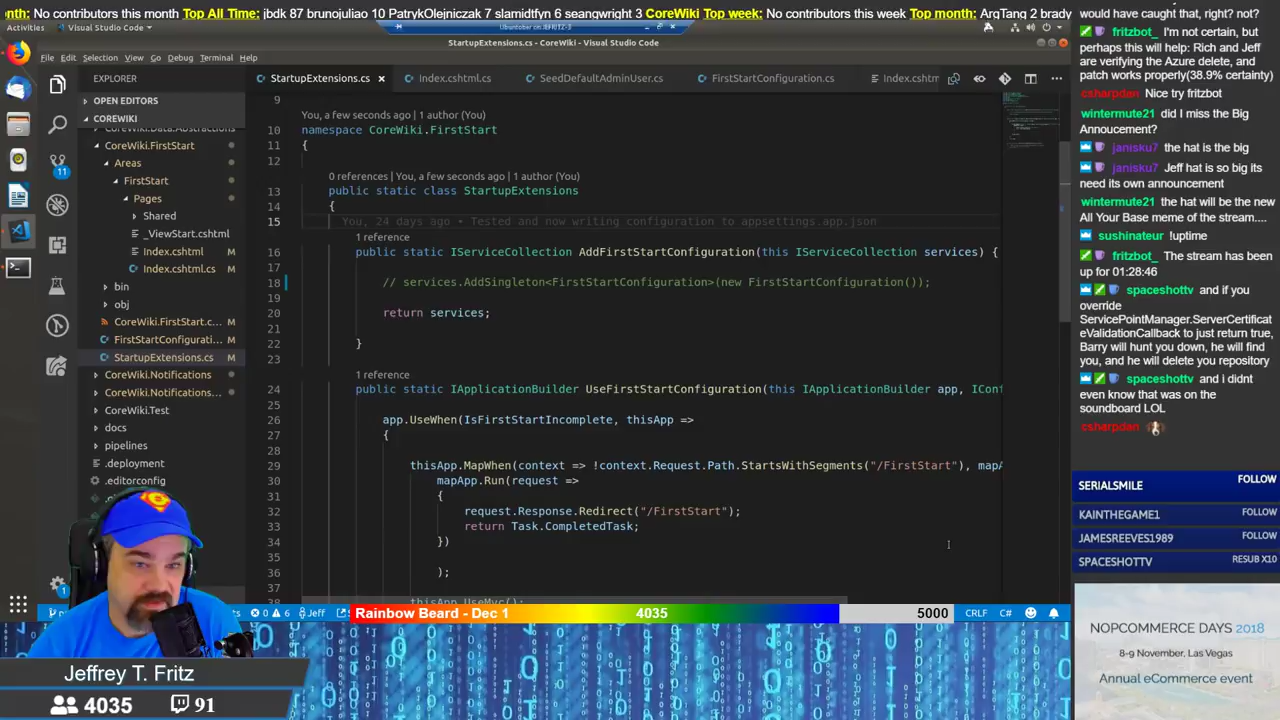 nth: No contributors this month Top All Time: jbdk 87 brunojuliao 10 PatrykOlejniczak 7 slamidtfyn 6 seangwright 3 CoreWiki Top week: No contributors this week Top month: ArqTang 2 brady
Activities
Visual Studio Code
StartupExtensions.cs - CoreWiki - Visual Studio Code
File Edit Selection View Go Debug Terminal Help
EXPLORER
OPEN EDITORS
COREWIKI
CoreWiki.Data.Abstractions
CoreWiki.FirstStart
Areas
FirstStart
Pages
Shared
_ViewStart.cshtml
Index.cshtml M
Index.cshtml.cs M
bin
obj
CoreWiki.FirstStart.c... M
FirstStartConfigurati... M
StartupExtensions.cs M
CoreWiki.Notifications
CoreWiki.Notifications...
CoreWiki.Test
docs
pipelines
.deployment
.editorconfig
11
1
StartupExtensions.cs
Index.cshtml.cs
SeedDefaultAdminUser.cs
FirstStartConfiguration.cs
Index.cshtm
9
You, a few seconds ago | 1 author (You)
10 namespace CoreWiki.FirstStart
11 {
12
0 references | You, a few seconds ago | 1 author (You)
13 public static class StartupExtensions
14 {
15 You, 24 days ago • Tested and now writing configuration to appsettings.app.json
1 reference
16 public static IServiceCollection AddFirstStartConfiguration(this IServiceCollection services) {
17
18 // services.AddSingleton<FirstStartConfiguration>(new FirstStartConfiguration());
19
20 return services;
21
22 }
23
1 reference
24 public static IApplicationBuilder UseFirstStartConfiguration(this IApplicationBuilder app, IConf
25
26 app.UseWhen(IsFirstStartIncomplete, thisApp =>
27 {
28
29 thisApp.MapWhen(context => !context.Request.Path.StartsWithSegments("/FirstStart"), mapA
30 mapApp.Run(request =>
31 {
32 request.Response.Redirect("/FirstStart");
33 return Task.CompletedTask;
34 })
35
36 );
37
38 thisApp.UseMvc();
0 6 Jeff
Rainbow Beard - Dec 1 4035 5000
CRLF C#
would have caught that, right? not?
fritzbot_ I'm not certain, but
perhaps this will help: Rich and Jeff
are verifying the Azure delete, and
patch works properly(38.9% certainty)
csharpdan Nice try fritzbot
wintermute21 did I miss the Big
Annoucement?
janisku7 the hat is the big
janisku7 Jeff hat is so big its
need its own announcement
wintermute21 the hat will be the new
All Your Base meme of the stream...
sushinateur !uptime
fritzbot_ The stream has been
up for 01:28:46
spaceshottv and if you
override
ServicePointManager.ServerCertific
eValidationCallback to just return true,
Barry will hunt you down, he will find
you, and he will delete you repository
spaceshottv and i didnt
even know that was on the
soundboard LOL
csharpdan
SERIALSMILE FOLLOW
KAINTHEGAME1 FOLLOW
JAMESREEVES1989 FOLLOW
SPACESHOTTV RESUB X10
NOPCOMMERCE DAYS 2018
8-9 November, Las Vegas
Annual eCommerce event
Jeffrey T. Fritz
4035 91